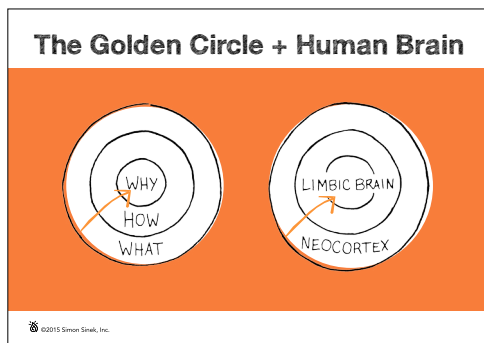 The Golden Circle + Human Brain
WHY
HOW
WHAT
LIMBIC BRAIN
NEOCORTEX
©2015 Simon Sinek, Inc.